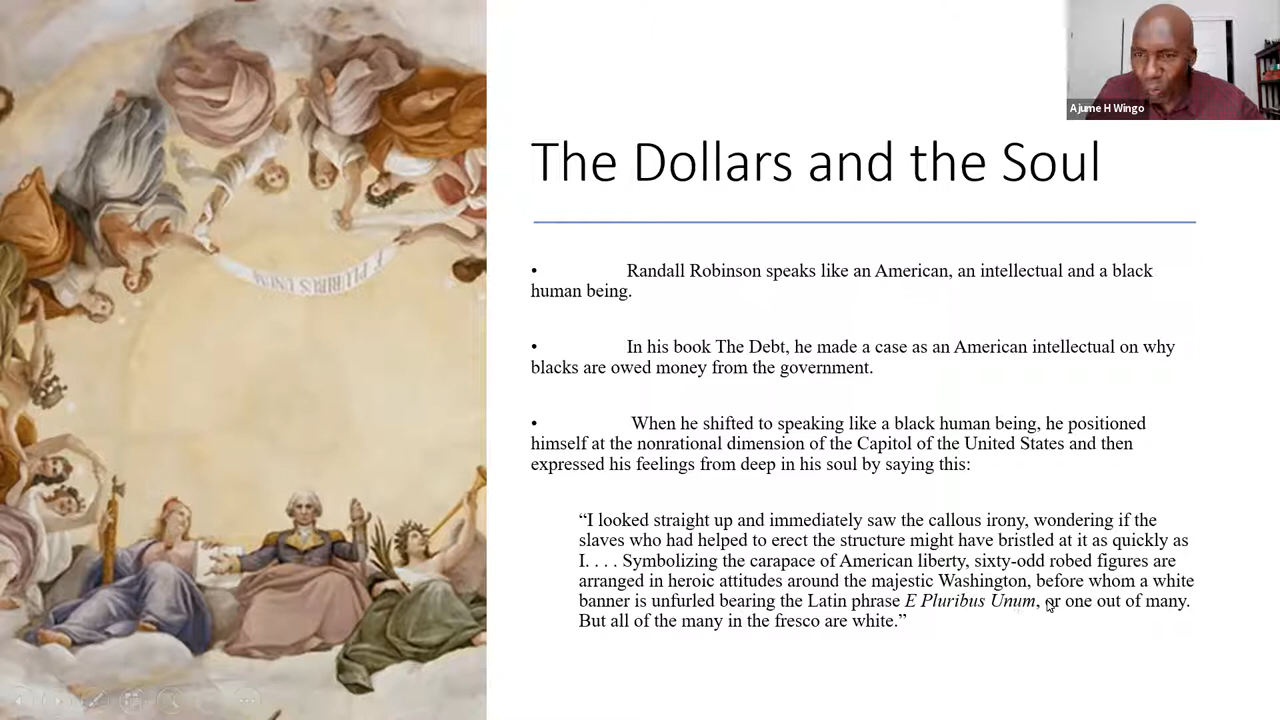 Ajume H Wingo
The Dollars and the Soul
• Randall Robinson speaks like an American, an intellectual and a black
human being.
• In his book The Debt, he made a case as an American intellectual on why
blacks are owed money from the government.
• When he shifted to speaking like a black human being, he positioned
himself at the nonrational dimension of the Capitol of the United States and then
expressed his feelings from deep in his soul by saying this:
“I looked straight up and immediately saw the callous irony, wondering if the
slaves who had helped to erect the structure might have bristled at it as quickly as
I. . . . Symbolizing the carapace of American liberty, sixty-odd robed figures are
arranged in heroic attitudes around the majestic Washington, before whom a white
banner is unfurled bearing the Latin phrase E Pluribus Unum, or one out of many.
But all of the many in the fresco are white.”
E PLURIBUS UNUM